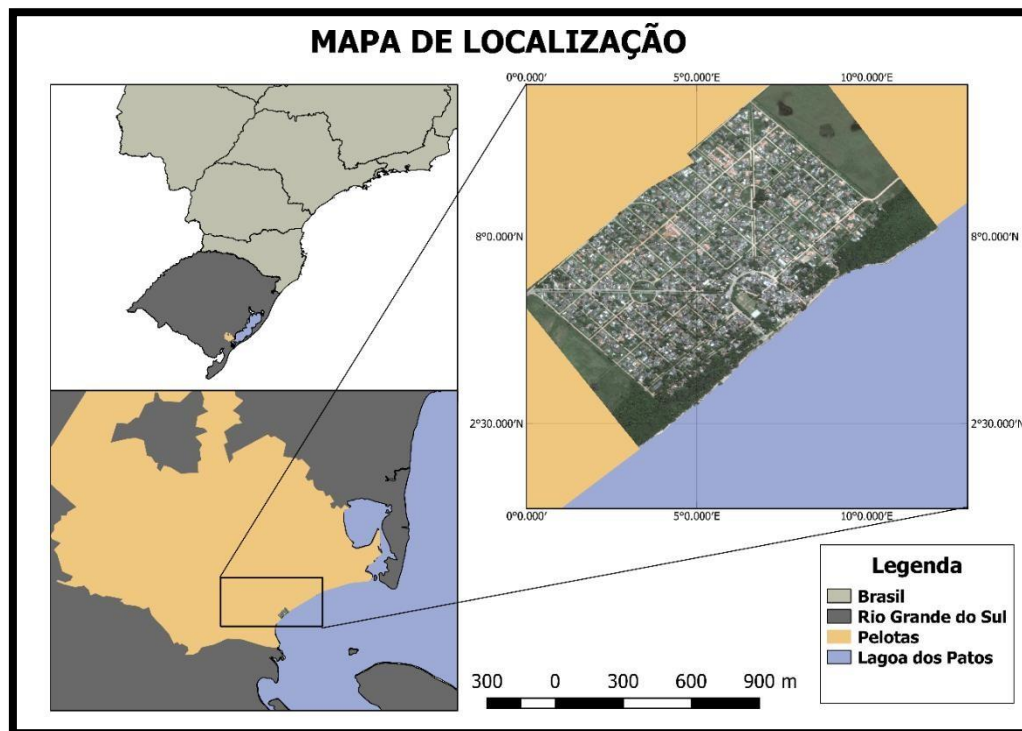 MAPA DE LOCALIZAÇÃO
0°0.000' 5°0.000'E 10°0.000'E
8°0.000'N 8°0.000'N
2°30.000'N 2°30.000'N
0°0.000' 5°0.000'E 10°0.000'E
Legenda
Brasil
Rio Grande do Sul
Pelotas
Lagoa dos Patos
300 0 300 600 900 m